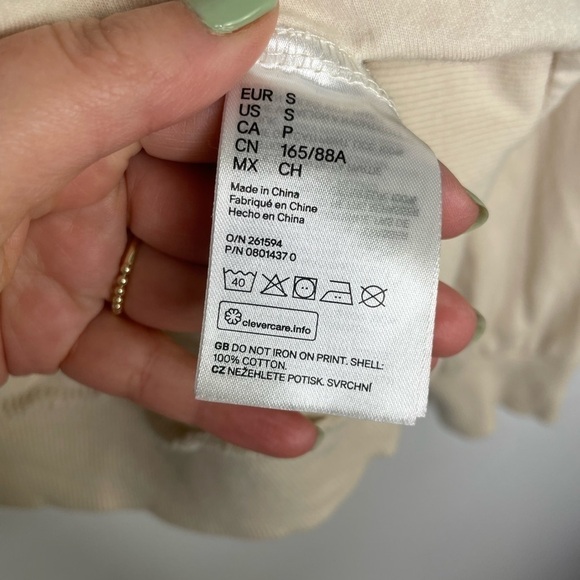 EUR S
US S
CA P
CN 165/88A
MX CH
Made in China
Fabriqué en Chine
Hecho en China
O/N 261594
P/N 0801437 0
40
clevercare.info
GB DO NOT IRON ON PRINT. SHELL:
100% COTTON.
CZ NEŽEHLETE POTISK. SVRCHNÍ